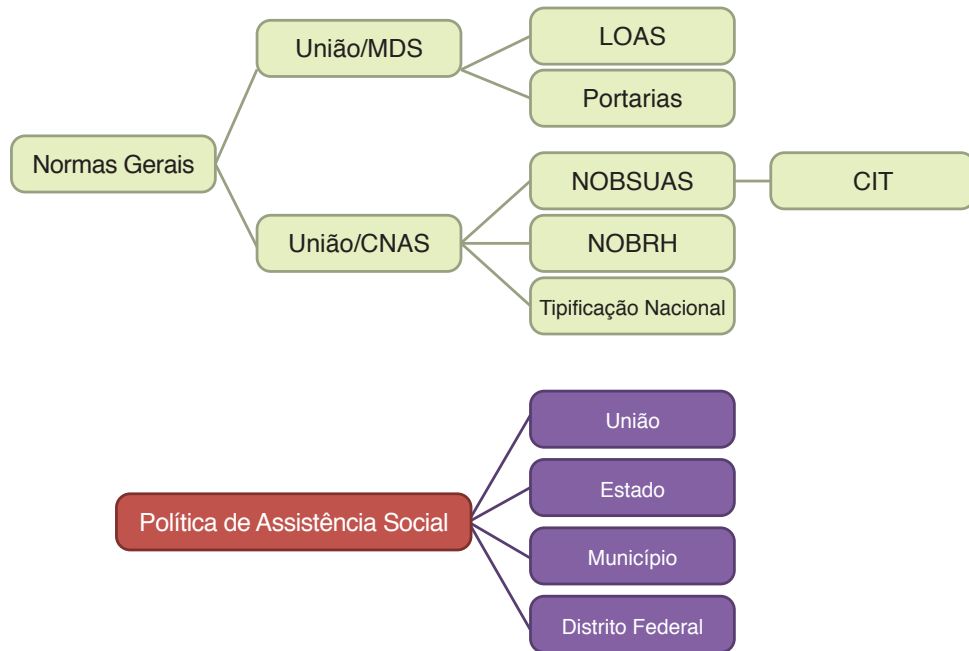 Normas Gerais
União/MDS
LOAS
Portarias
União/CNAS
NOBSUAS
CIT
NOBRH
Tipificação Nacional
Política de Assistência Social
União
Estado
Município
Distrito Federal